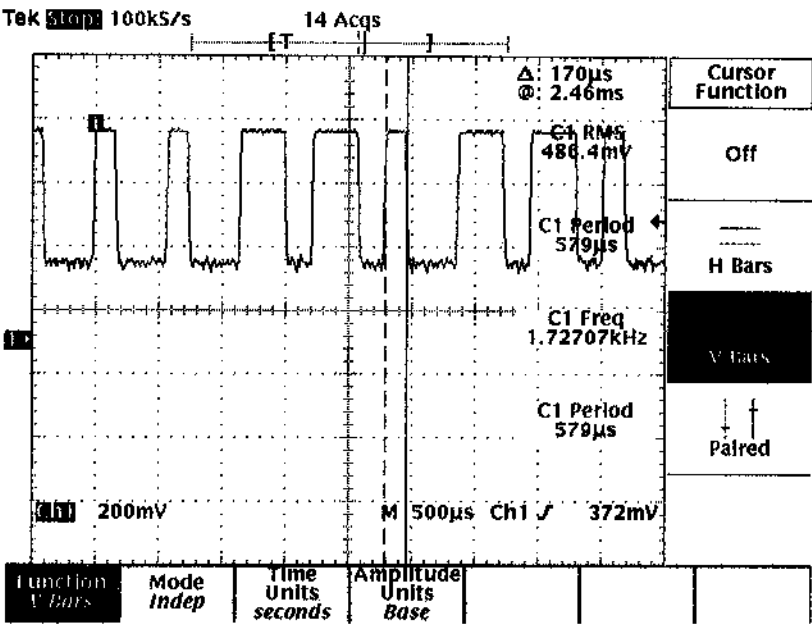 Tek Stop: 100kS/s 14 Acqs
[ T ]
Δ: 170µs
@: 2.46ms
C1 RMS
486.4mV
C1 Period
579µs
C1 Freq
1.72707kHz
C1 Period
579µs
1
Ch1 200mV M 500µs Ch1 372mV
Cursor
Function
Off
H Bars
V Bars
Paired
Function
V Bars
Mode
Indep
Time
Units
seconds
Amplitude
Units
Base